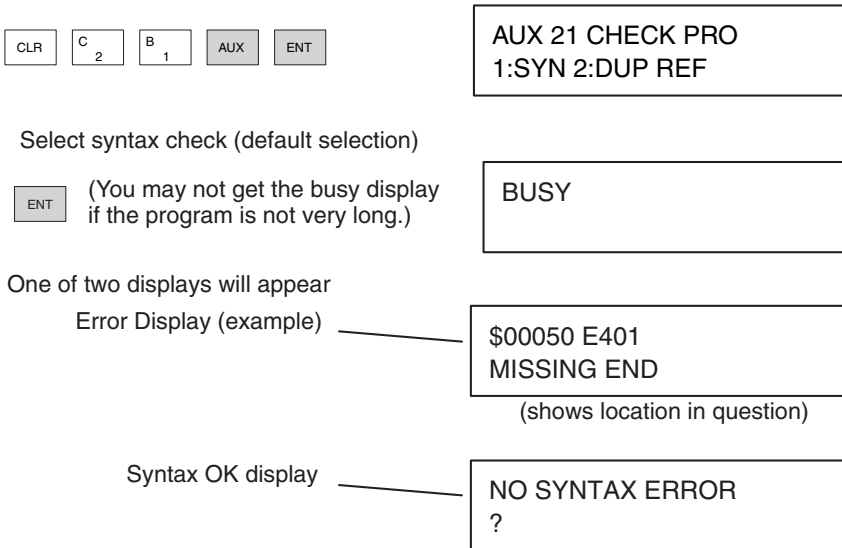 CLR C 2 B 1 AUX ENT
AUX 21 CHECK PRO
1:SYN 2:DUP REF
Select syntax check (default selection)
ENT
(You may not get the busy display
if the program is not very long.)
BUSY
One of two displays will appear
Error Display (example)
$00050 E401
MISSING END
(shows location in question)
Syntax OK display
NO SYNTAX ERROR
?